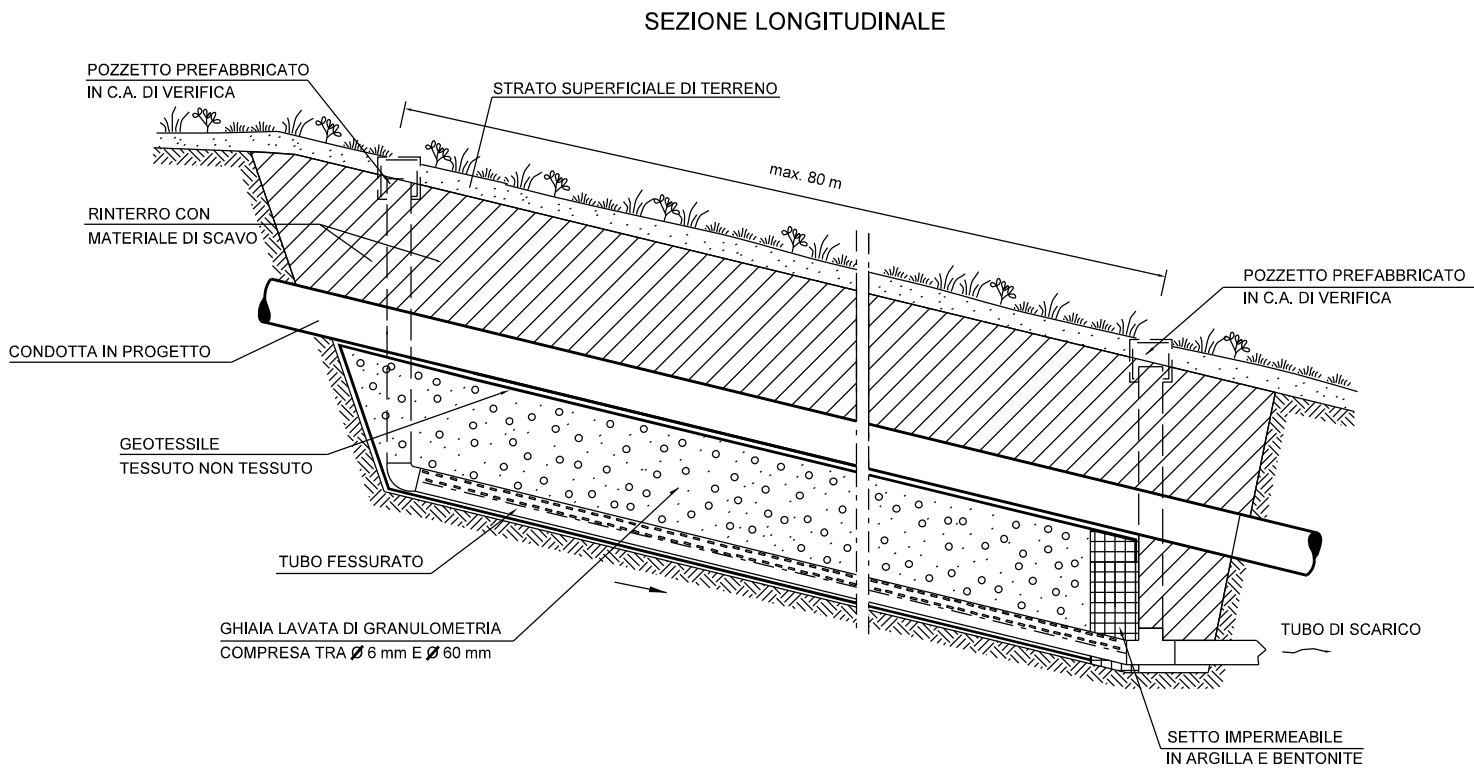 SEZIONE LONGITUDINALE
POZZETTO PREFABBRICATO
IN C.A. DI VERIFICA
STRATO SUPERFICIALE DI TERRENO
max. 80 m
RINTERRO CON
MATERIALE DI SCAVO
POZZETTO PREFABBRICATO
IN C.A. DI VERIFICA
CONDOTTA IN PROGETTO
GEOTESSILE
TESSUTO NON TESSUTO
TUBO FESSURATO
GHIAIA LAVATA DI GRANULOMETRIA
COMPRESA TRA Ø 6 mm E Ø 60 mm
TUBO DI SCARICO
SETTO IMPERMEABILE
IN ARGILLA E BENTONITE